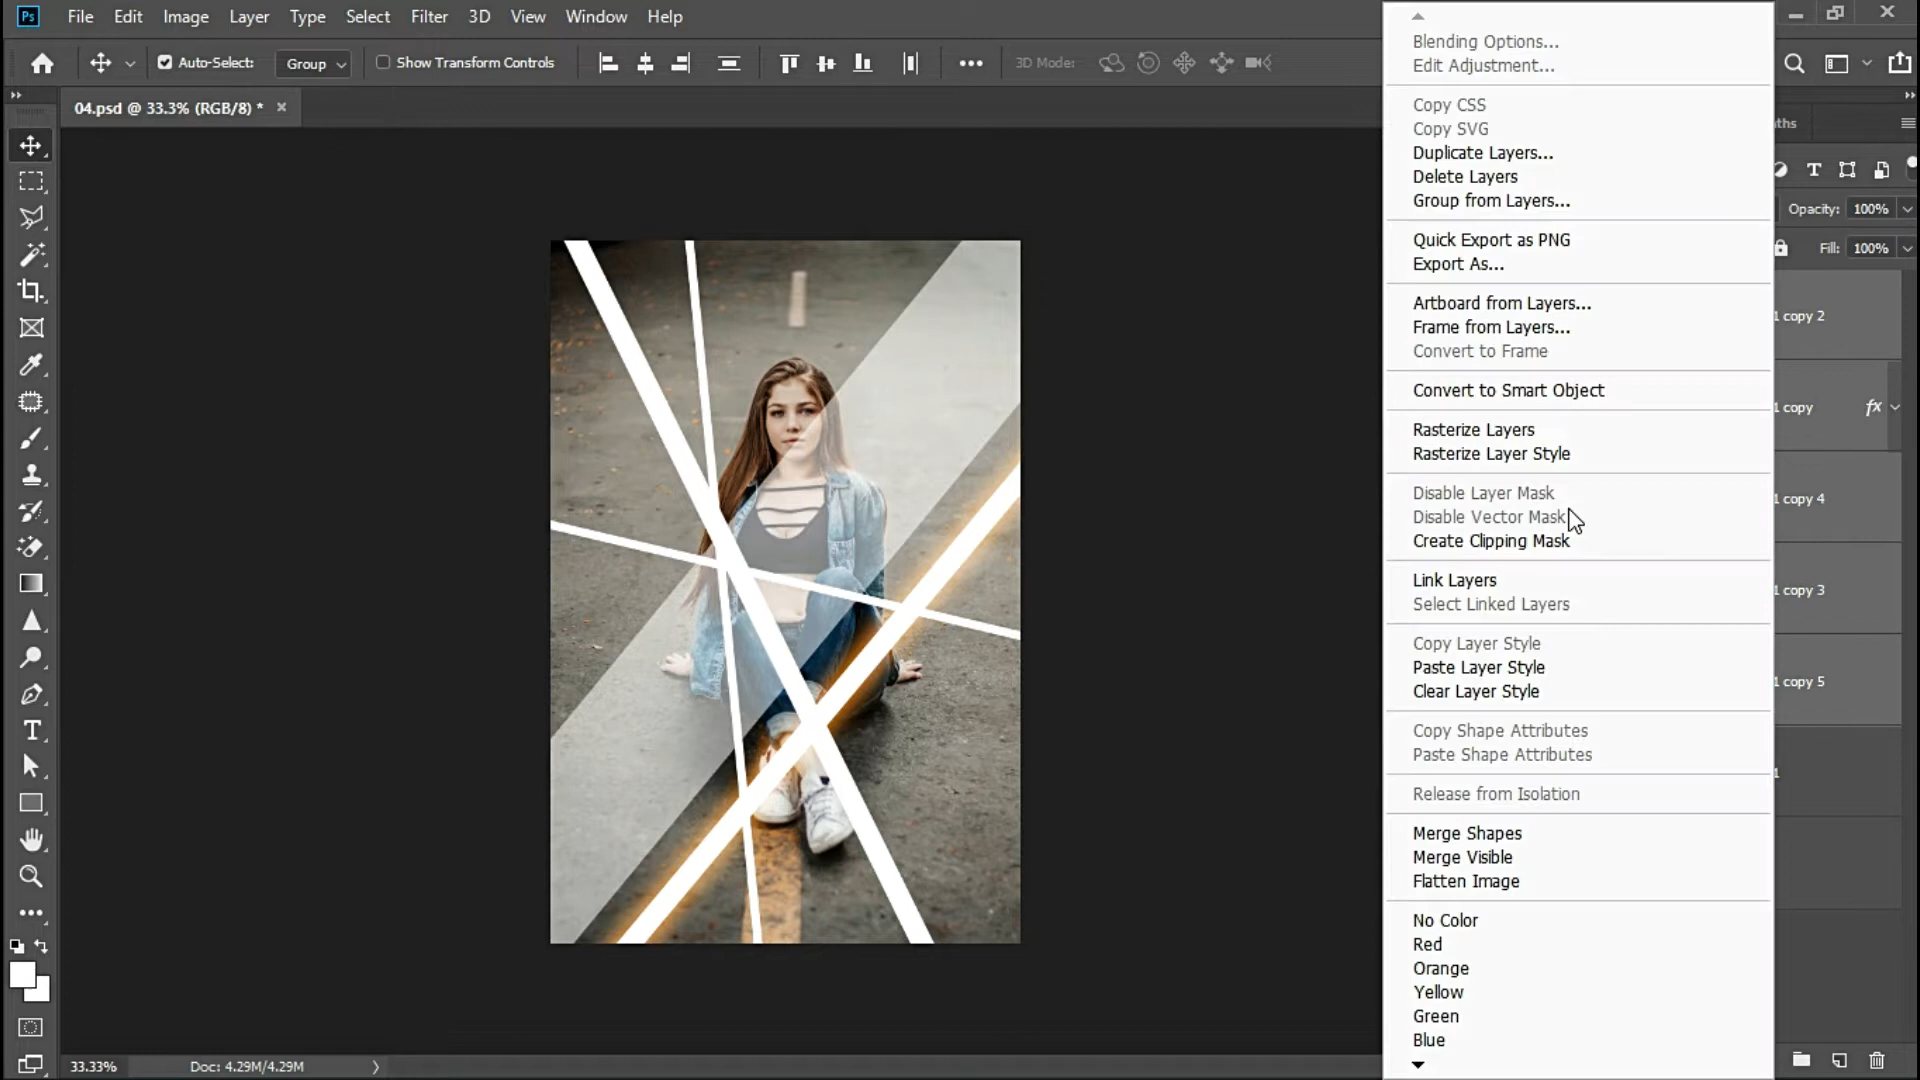 Ps File Edit Image Layer Type Select Filter 3D View Window Help
Auto-Select: Group Show Transform Controls 3D Mode:
04.psd @ 33.3% (RGB/8) *
Blending Options...
Edit Adjustment...
Copy CSS
Copy SVG
Duplicate Layers...
Delete Layers
Group from Layers...
Quick Export as PNG
Export As...
Artboard from Layers...
Frame from Layers...
Convert to Frame
Convert to Smart Object
Rasterize Layers
Rasterize Layer Style
Disable Layer Mask
Disable Vector Mask
Create Clipping Mask
Link Layers
Select Linked Layers
Copy Layer Style
Paste Layer Style
Clear Layer Style
Copy Shape Attributes
Paste Shape Attributes
Release from Isolation
Merge Shapes
Merge Visible
Flatten Image
No Color
Red
Orange
Yellow
Green
Blue
ths
Opacity: 100%
Fill: 100%
1 copy 2
1 copy fx
1 copy 4
1 copy 3
1 copy 5
1
33.33% Doc: 4.29M/4.29M